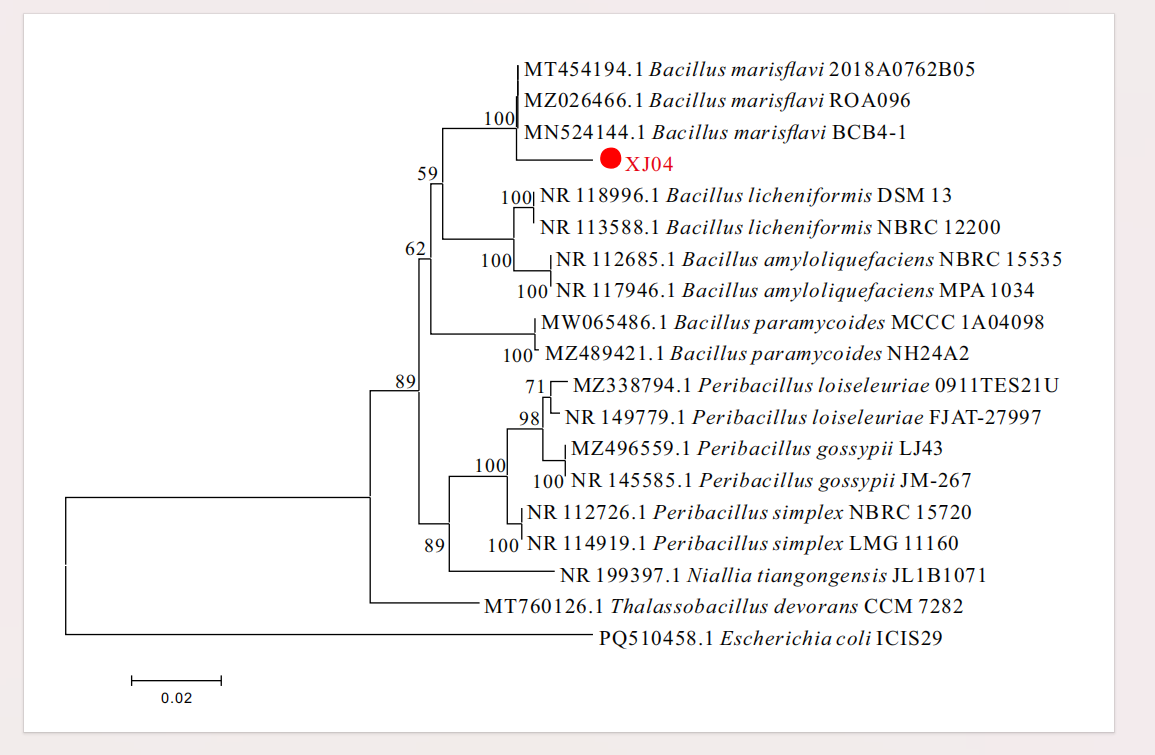 MT454194.1 Bacillus marisflavi 2018A0762B05
MZ026466.1 Bacillus marisflavi ROA096
100
MN524144.1 Bacillus marisflavi BCB4-1
XJ04
59
100
NR 118996.1 Bacillus licheniformis DSM 13
NR 113588.1 Bacillus licheniformis NBRC 12200
62
100
NR 112685.1 Bacillus amyloliquefaciens NBRC 15535
100
NR 117946.1 Bacillus amyloliquefaciens MPA 1034
MW065486.1 Bacillus paramycoides MCCC 1A04098
100
MZ489421.1 Bacillus paramycoides NH24A2
89
71
MZ338794.1 Peribacillus loiseleuriae 0911TES21U
98
NR 149779.1 Peribacillus loiseleuriae FJAT-27997
MZ496559.1 Peribacillus gossypii LJ43
100
100
NR 145585.1 Peribacillus gossypii JM-267
NR 112726.1 Peribacillus simplex NBRC 15720
89
100
NR 114919.1 Peribacillus simplex LMG 11160
NR 199397.1 Niallia tiangongensis JL1B1071
MT760126.1 Thalassobacillus devorans CCM 7282
PQ510458.1 Escherichia coli ICIS29
0.02